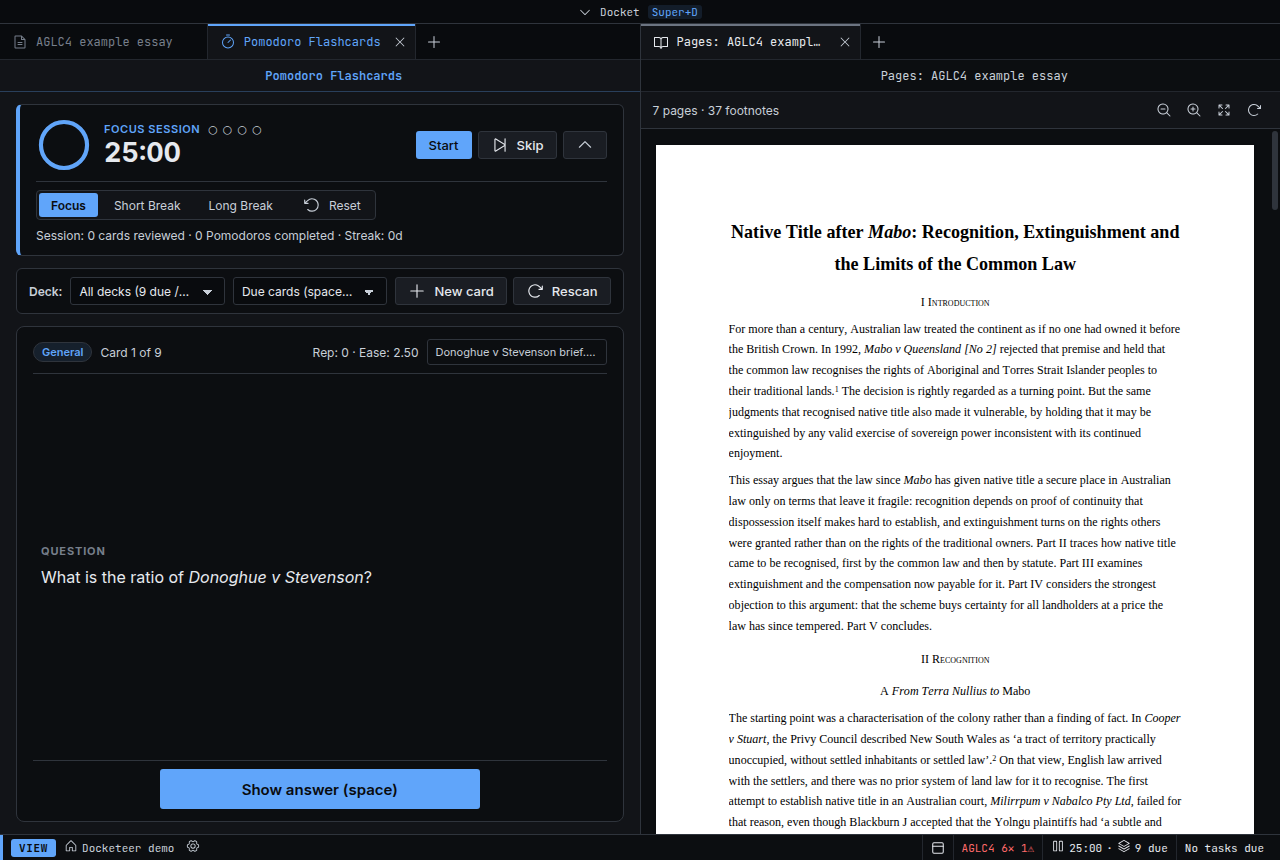 Docket Super+D
AGLC4 example essay
Pomodoro Flashcards
Pages: AGLC4 exampl…
Pomodoro Flashcards
Pages: AGLC4 example essay
FOCUS SESSION
25:00
Start
Skip
Focus
Short Break
Long Break
Reset
Session: 0 cards reviewed · 0 Pomodoros completed · Streak: 0d
Deck:
All decks (9 due /...
Due cards (space...
New card
Rescan
General
Card 1 of 9
Rep: 0 · Ease: 2.50
Donoghue v Stevenson brief....
QUESTION
What is the ratio of Donoghue v Stevenson?
Show answer (space)
7 pages · 37 footnotes
Native Title after Mabo: Recognition, Extinguishment and
the Limits of the Common Law
I Introduction
For more than a century, Australian law treated the continent as if no one had owned it before
the British Crown. In 1992, Mabo v Queensland [No 2] rejected that premise and held that
the common law recognises the rights of Aboriginal and Torres Strait Islander peoples to
their traditional lands.1 The decision is rightly regarded as a turning point. But the same
judgments that recognised native title also made it vulnerable, by holding that it may be
extinguished by any valid exercise of sovereign power inconsistent with its continued
enjoyment.
This essay argues that the law since Mabo has given native title a secure place in Australian
law only on terms that leave it fragile: recognition depends on proof of continuity that
dispossession itself makes hard to establish, and extinguishment turns on the rights others
were granted rather than on the rights of the traditional owners. Part II traces how native title
came to be recognised, first by the common law and then by statute. Part III examines
extinguishment and the compensation now payable for it. Part IV considers the strongest
objection to this argument: that the scheme buys certainty for all landholders at a price the
law has since tempered. Part V concludes.
II Recognition
A From Terra Nullius to Mabo
The starting point was a characterisation of the colony rather than a finding of fact. In Cooper
v Stuart, the Privy Council described New South Wales as ‘a tract of territory practically
unoccupied, without settled inhabitants or settled law’.2 On that view, English law arrived
with the settlers, and there was no prior system of land law for it to recognise. The first
attempt to establish native title in an Australian court, Milirrpum v Nabalco Pty Ltd, failed for
that reason, even though Blackburn J accepted that the Yolngu plaintiffs had ‘a subtle and
VIEW
Docketeer demo
AGLC4 6× 1⚠
25:00 · 9 due
No tasks due